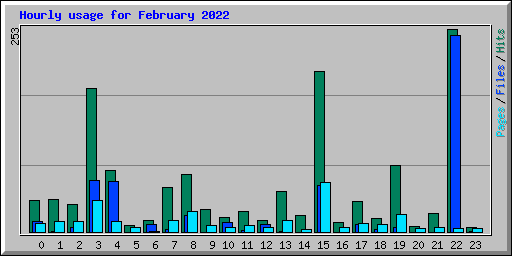 Hourly usage for February 2022
253
Pages/Files/Hits
0 1 2 3 4 5 6 7 8 9 10 11 12 13 14 15 16 17 18 19 20 21 22 23